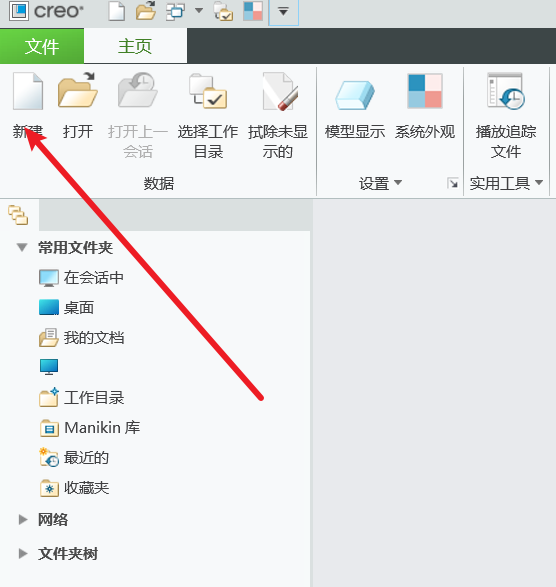 creo
文件 主页
新建 打开 打开上一会话 选择工作目录 拭除未显示的 模型显示 系统外观 播放追踪文件
数据 设置 实用工具
常用文件夹
在会话中
桌面
我的文档
工作目录
Manikin 库
最近的
收藏夹
网络
文件夹树